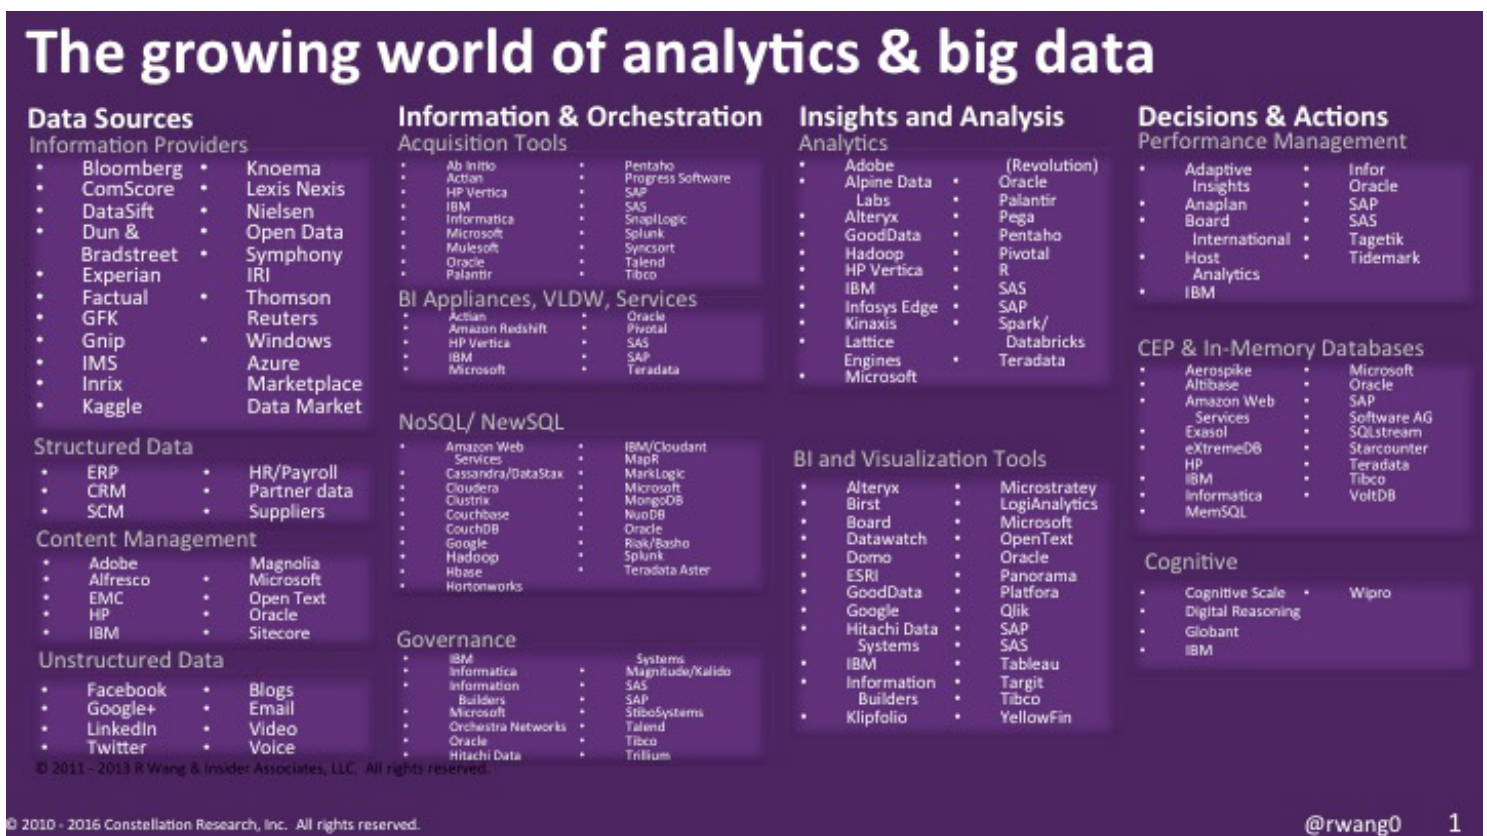 The growing world of analytics & big data
Data Sources
Information Providers
• Bloomberg
• ComScore
• DataSift
• Dun &
Bradstreet
• Experian
• Factual
• GFK
• Gnip
• IMS
• Inrix
• Kaggle
• Knoema
• Lexis Nexis
• Nielsen
• Open Data
• Symphony
IRI
• Thomson
Reuters
• Windows
Azure
Marketplace
Data Market
Structured Data
• ERP
• CRM
• SCM
• HR/Payroll
• Partner data
• Suppliers
Content Management
• Adobe
• Alfresco
• EMC
• HP
• IBM
Magnolia
• Microsoft
• Open Text
• Oracle
• Sitecore
Unstructured Data
• Facebook
• Google+
• LinkedIn
• Twitter
• Blogs
• Email
• Video
• Voice
© 2011 - 2013 R Wang & Insider Associates, LLC. All rights reserved.
Information & Orchestration
Acquisition Tools
• Ab Initio
• Actian
• HP Vertica
• IBM
• Informatica
• Microsoft
• Mulesoft
• Oracle
• Palantir
• Pentaho
• Progress Software
• SAP
• SAS
• SnaplLogic
• Splunk
• Syncsort
• Talend
• Tibco
BI Appliances, VLDW, Services
• Actian
• Amazon Redshift
• HP Vertica
• IBM
• Microsoft
• Oracle
• Pivotal
• SAS
• SAP
• Teradata
NoSQL/ NewSQL
• Amazon Web
Services
• Cassandra/DataStax
• Cloudera
• Clustrix
• Couchbase
• CouchDB
• Google
• Hadoop
• Hbase
• Hortonworks
• IBM/Cloudant
• MapR
• MarkLogic
• Microsoft
• MongoDB
• NuoDB
• Oracle
• Riak/Basho
• Splunk
• Teradata Aster
Governance
• IBM
• Informatica
• Information
Builders
• Microsoft
• Orchestra Networks
• Oracle
• Hitachi Data
Systems
• Magnitude/Kalido
• SAS
• SAP
• StiboSystems
• Talend
• Tibco
• Trillium
Insights and Analysis
Analytics
• Adobe
• Alpine Data
Labs
• Alteryx
• GoodData
• Hadoop
• HP Vertica
• IBM
• Infosys Edge
• Kinaxis
• Lattice
Engines
• Microsoft
(Revolution)
• Oracle
• Palantir
• Pega
• Pentaho
• Pivotal
• R
• SAS
• SAP
• Spark/
Databricks
• Teradata
BI and Visualization Tools
• Alteryx
• Birst
• Board
• Datawatch
• Domo
• ESRI
• GoodData
• Google
• Hitachi Data
Systems
• IBM
• Information
Builders
• Klipfolio
• Microstratey
• LogiAnalytics
• Microsoft
• OpenText
• Oracle
• Panorama
• Platfora
• Qlik
• SAP
• SAS
• Tableau
• Targit
• Tibco
• YellowFin
Decisions & Actions
Performance Management
• Adaptive
Insights
• Anaplan
• Board
International
• Host
Analytics
• IBM
• Infor
• Oracle
• SAP
• SAS
• Tagetik
• Tidemark
CEP & In-Memory Databases
• Aerospike
• Altibase
• Amazon Web
Services
• Exasol
• eXtremeDB
• HP
• IBM
• Informatica
• MemSQL
• Microsoft
• Oracle
• SAP
• Software AG
• SQLstream
• Starcounter
• Teradata
• Tibco
• VoltDB
Cognitive
• Cognitive Scale
• Digital Reasoning
• Globant
• IBM
• Wipro
© 2010 - 2016 Constellation Research, Inc. All rights reserved.
@rwang0 1